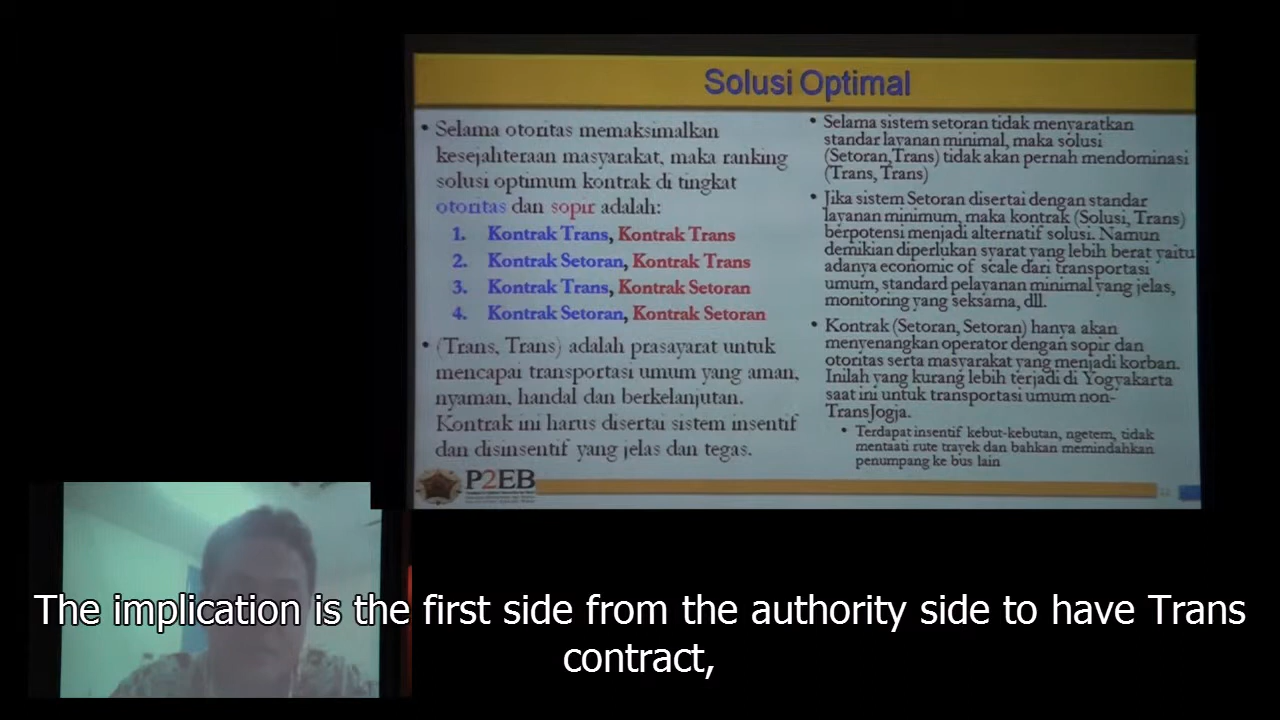 Solusi Optimal
• Selama otoritas memaksimalkan
kesejahteraan masyarakat, maka ranking
solusi optimum kontrak di tingkat
otoritas dan sopir adalah:
1. Kontrak Trans, Kontrak Trans
2. Kontrak Setoran, Kontrak Trans
3. Kontrak Trans, Kontrak Setoran
4. Kontrak Setoran, Kontrak Setoran
• (Trans, Trans) adalah prasayarat untuk
mencapai transportasi umum yang aman,
nyaman, handal dan berkelanjutan.
Kontrak ini harus disertai sistem insentif
dan disinsentif yang jelas dan tegas.
• Selama sistem setoran tidak menyaratkan
standar layanan minimal, maka solusi
(Setoran,Trans) tidak akan pernah mendominasi
(Trans, Trans)
• Jika sistem Setoran disertai dengan standar
layanan minimum, maka kontrak (Solusi, Trans)
berpotensi menjadi alternatif solusi. Namun
demikian diperlukan syarat yang lebih berat yaitu
adanya economic of scale dari transportasi
umum, standard pelayanan minimal yang jelas,
monitoring yang seksama, dll.
• Kontrak (Setoran, Setoran) hanya akan
menyenangkan operator dengan sopir dan
otoritas serta masyarakat yang menjadi korban.
Inilah yang kurang lebih terjadi di Yogyakarta
saat ini untuk transportasi umum non-
TransJogja.
• Terdapat insentif kebut-kebutan, ngetem, tidak
mentaati rute trayek dan bahkan memindahkan
penumpang ke bus lain
P2EB
The implication is the first side from the authority side to have Trans
contract,